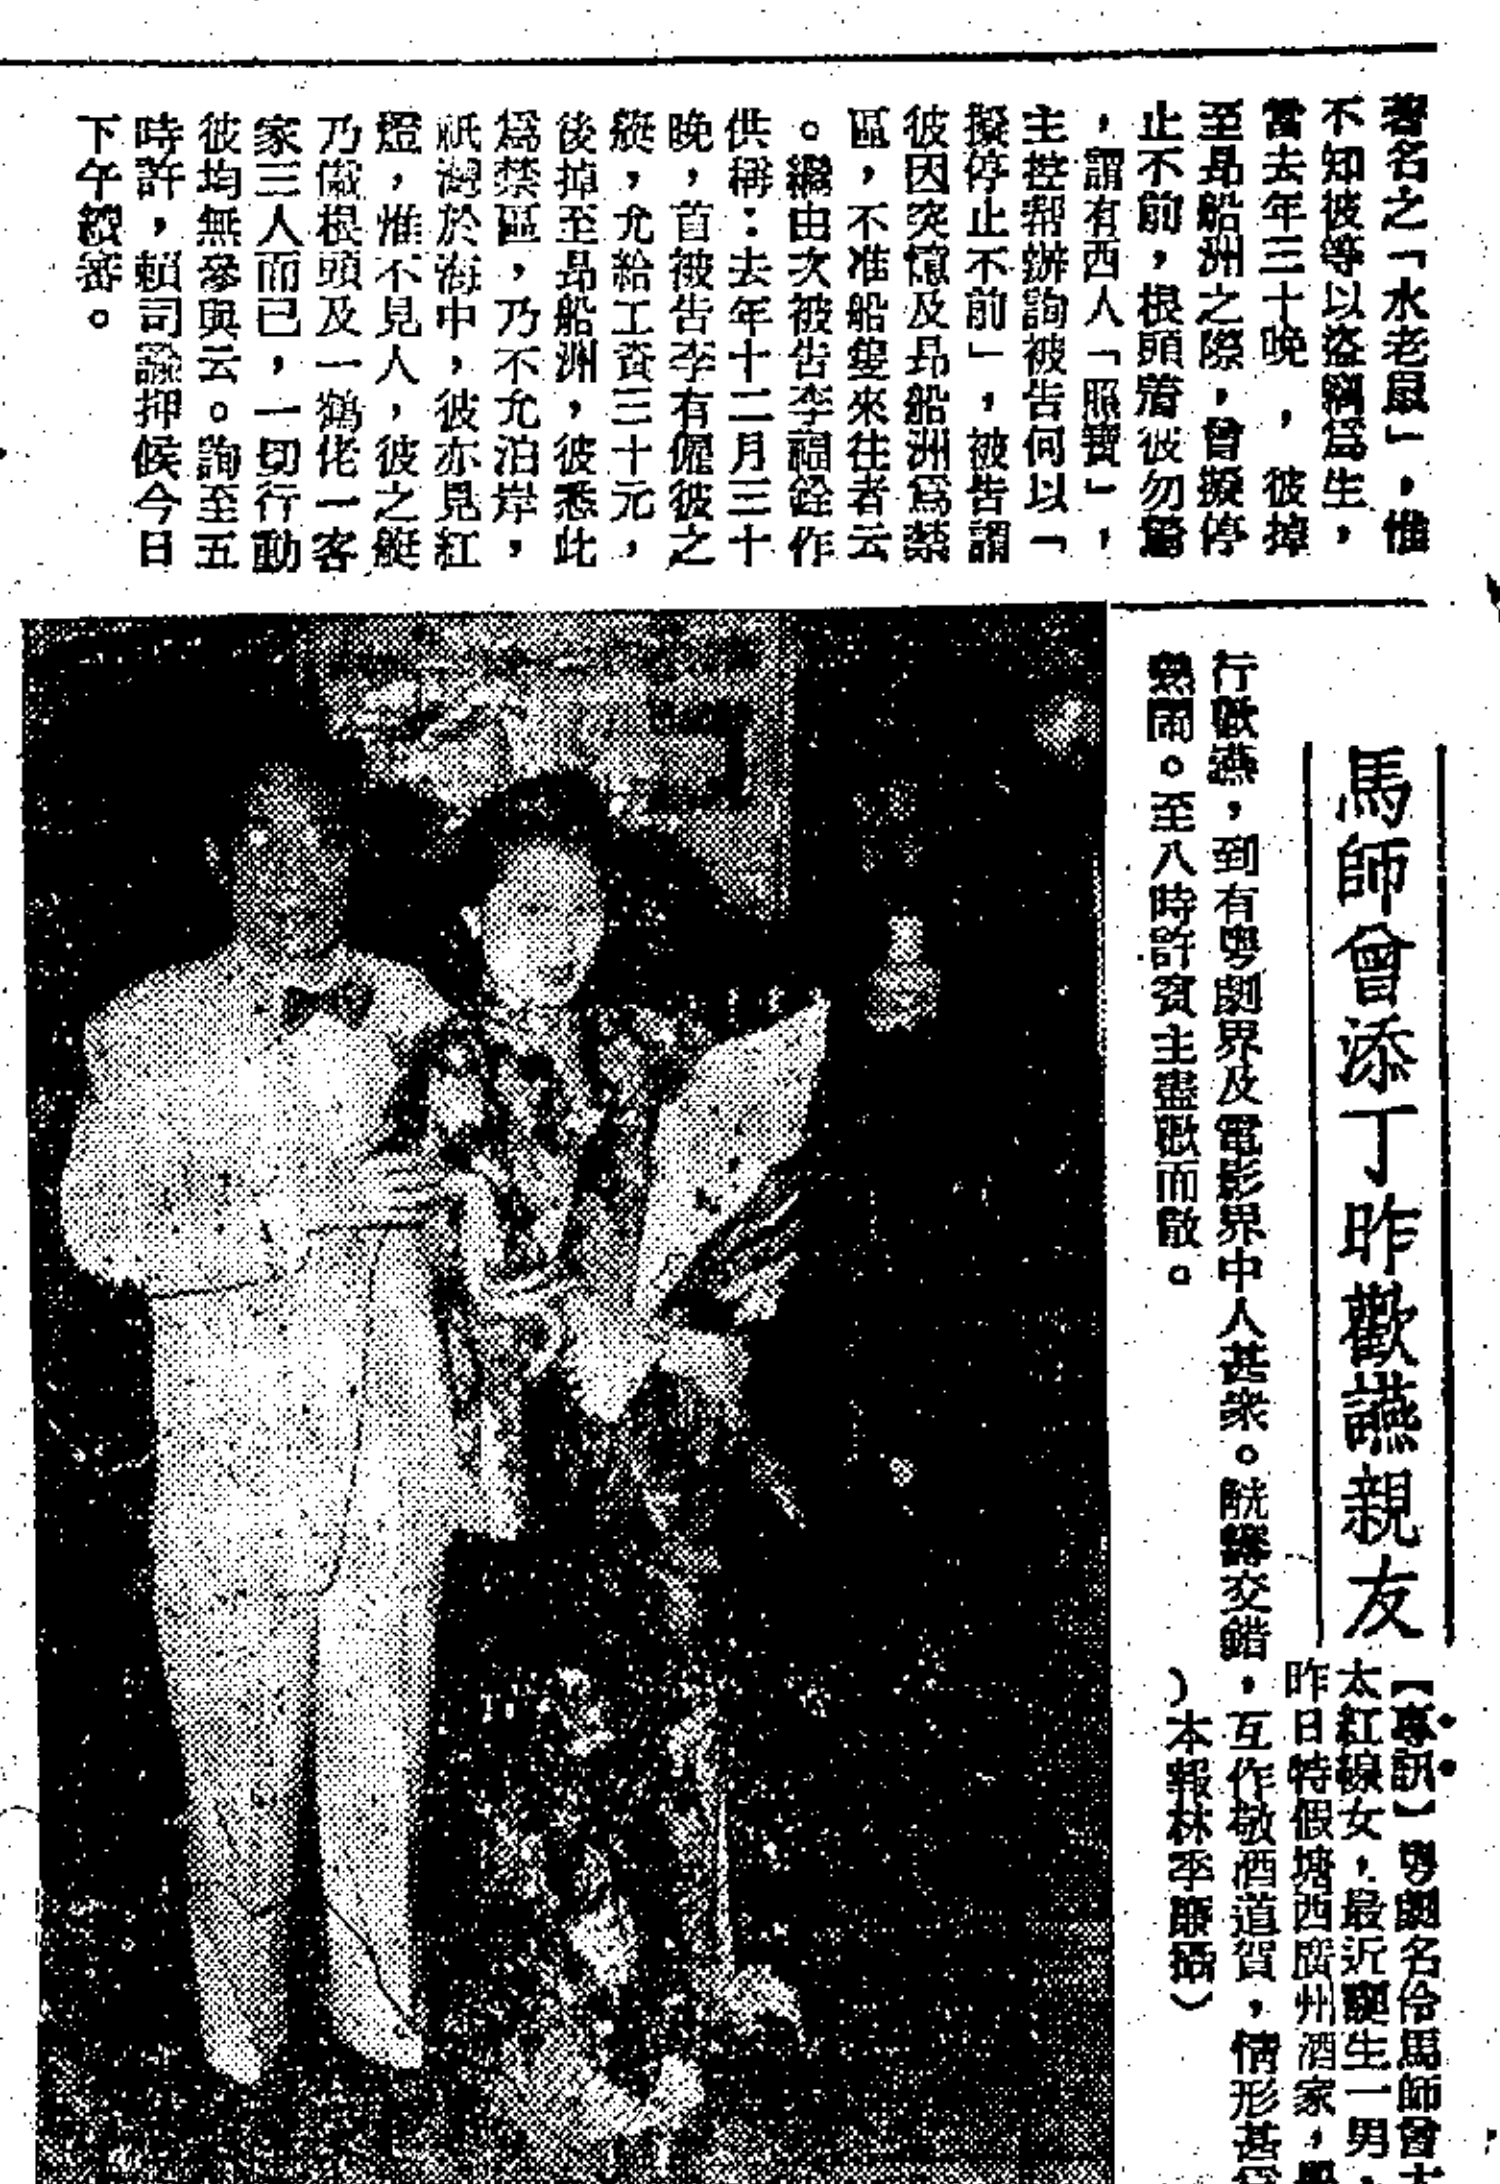 著名之「水老鼠」，惟
不知彼等以盜竊爲生，
當去年三十晚，彼掉
至昂船洲之際，曾擬停
止不前，根頭着彼勿
，謂有西人「照寶」，
主控幇辦詢被告何以「
擬停止不前」，被告謂
彼因突憶及昂船洲爲禁
區，不准船隻來往者云
。繼由次被告李福銓作
供稱：去年十二月三十
晚，首被告李有僱彼之
艇，允給工資三十元，
後掉至昂船洲，彼悉此
爲禁區，乃不允泊岸，
祇灣於海中，彼亦見紅
燈，惟不見人，彼之艇
乃儎根頭及一鶴佬一客
家三人而已，一切行動
彼均無參與云。詢至五
時許，賴司諭押候今日
下午續審。
馬師曾添丁昨歡讌親友
【專訊】粤劇名伶馬師曾太
太紅線女，最近誕生一男，
昨日特假塘西廣州酒家，舉
行歡讌，到有粤劇界及電影界中人甚衆。觥籌交錯，互作敬酒道賀，情形甚爲
熱鬧。至八時許賓主盡歡而散。
（本報林季廉攝）